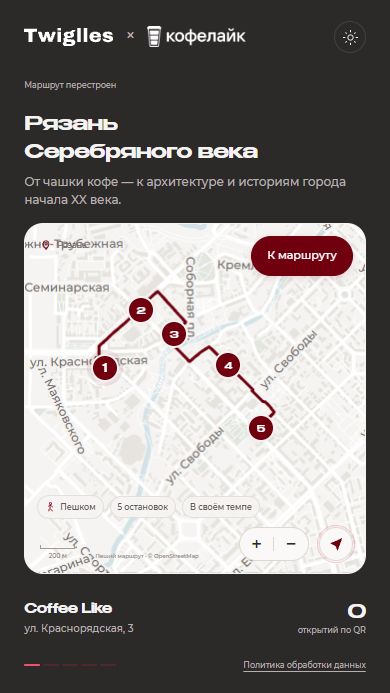 Twiglles × кофелайк
Маршрут перестроен
Рязань
Серебряного века
От чашки кофе — к архитектуре и историям города
начала XX века.
Рязань
К маршруту
Семинарская
Соборная пл.
ул. Маяковского
ул. Свободы
ул. Свободы
1
2
3
4
5
Пешком
5 остановок
В своём темпе
200 м
Пеший маршрут · © OpenStreetMap
+ −
Coffee Like
0
ул. Краснорядская, 3
открытий по QR
Политика обработки данных